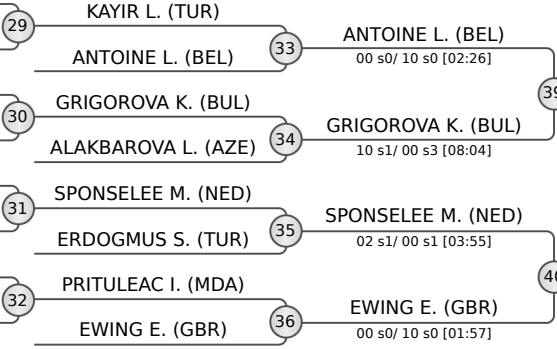 29
KAYIR L. (TUR)
ANTOINE L. (BEL)
33
ANTOINE L. (BEL)
00 s0/ 10 s0 [02:26]
30
GRIGOROVA K. (BUL)
ALAKBAROVA L. (AZE)
34
GRIGOROVA K. (BUL)
10 s1/ 00 s3 [08:04]
39
31
SPONSELEE M. (NED)
ERDOGMUS S. (TUR)
35
SPONSELEE M. (NED)
02 s1/ 00 s1 [03:55]
32
PRITULEAC I. (MDA)
EWING E. (GBR)
36
EWING E. (GBR)
00 s0/ 10 s0 [01:57]
40